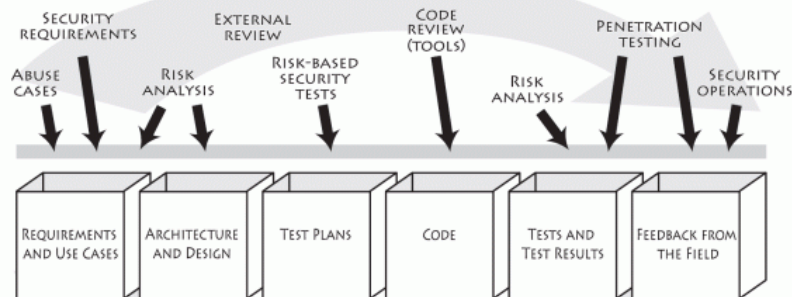 SECURITY
REQUIREMENTS
EXTERNAL
REVIEW
CODE
REVIEW
(TOOLS)
PENETRATION
TESTING
ABUSE
CASES
RISK
ANALYSIS
RISK-BASED
SECURITY
TESTS
RISK
ANALYSIS
SECURITY
OPERATIONS
REQUIREMENTS
AND USE CASES
ARCHITECTURE
AND DESIGN
TEST PLANS
CODE
TESTS AND
TEST RESULTS
FEEDBACK FROM
THE FIELD